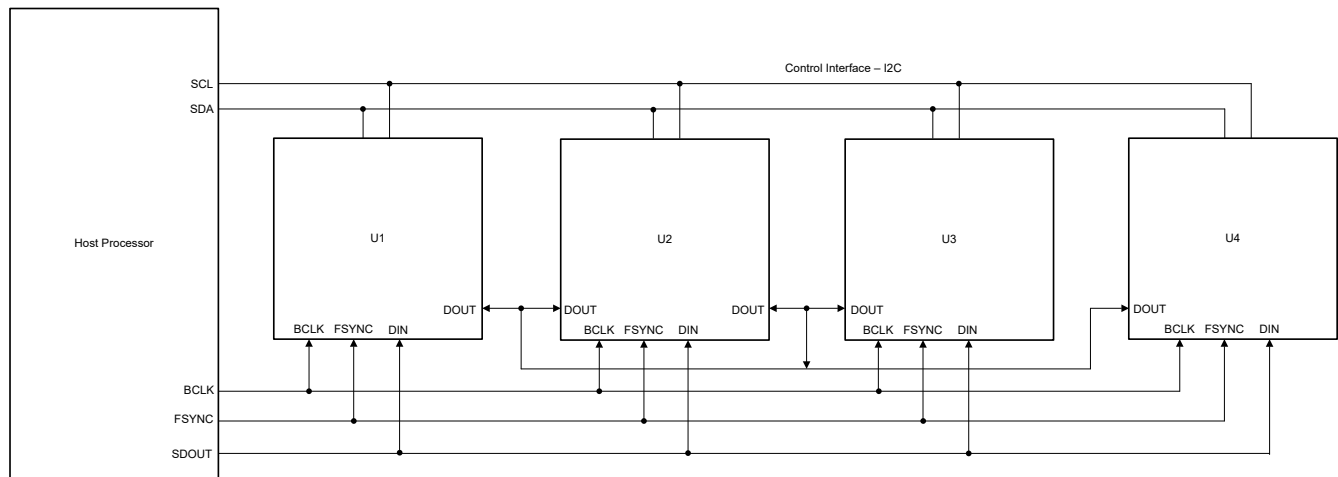 Control Interface – I2C
SCL
SDA
Host Processor
U1
U2
U3
U4
DOUT
DOUT
DOUT
DOUT
DOUT
BCLK FSYNC DIN
BCLK FSYNC DIN
BCLK FSYNC DIN
BCLK FSYNC DIN
BCLK
FSYNC
SDOUT